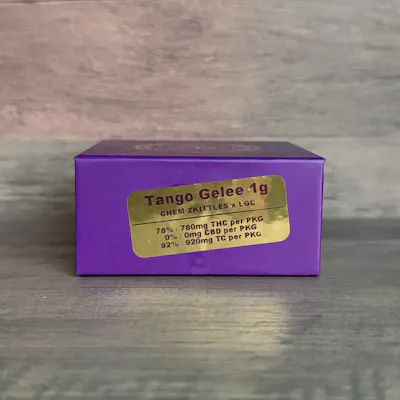 Tango Gelee 1g
CHEM ZKITTLES x LGC
78% / 780mg THC per PKG
0% / 0mg CBD per PKG
92% / 920mg TC per PKG